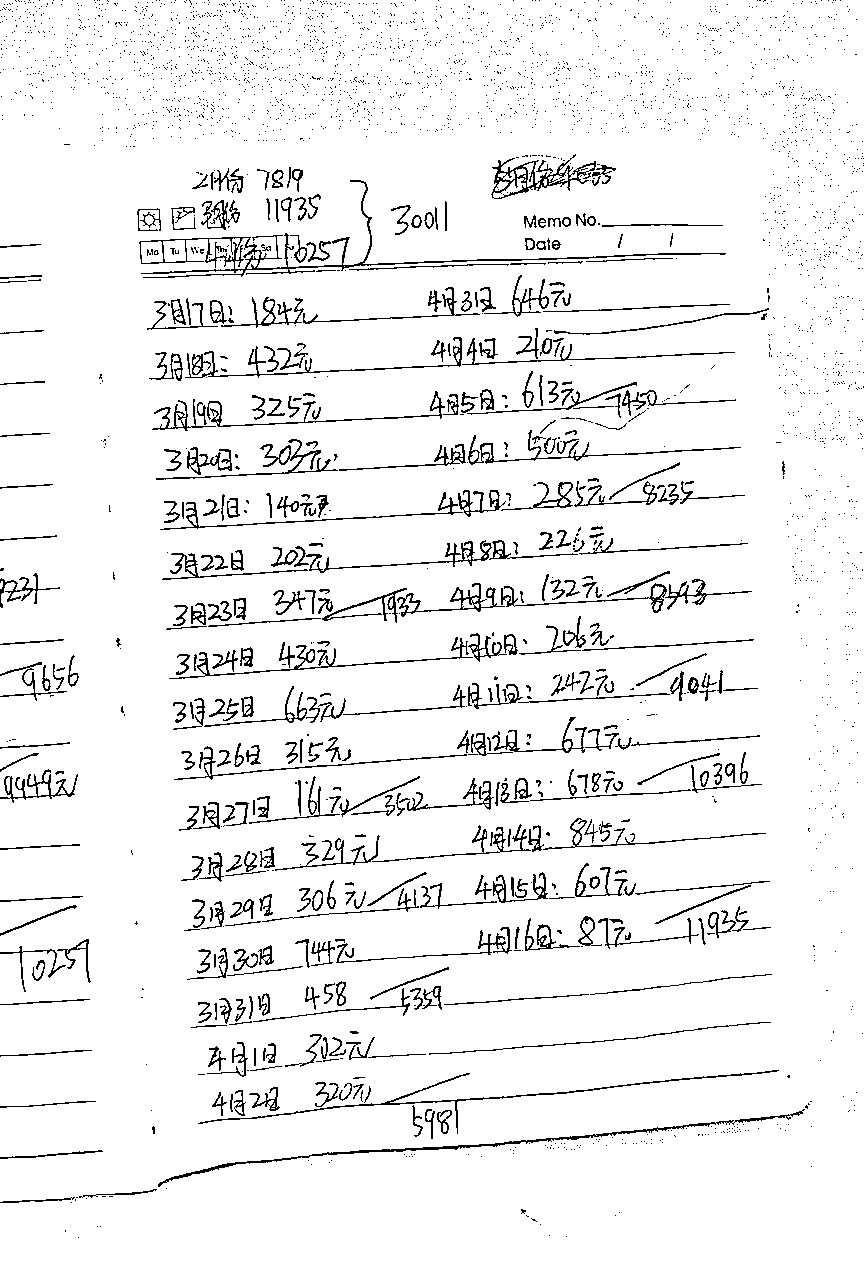 2月份 7819
3月份 11935
4月份 10257
30011
Memo No.
Date / /
Mo Tu We Th Sa
3月17日: 184元
3月18日: 432元
3月19日 325元
3月20日: 303元
3月21日: 140元
3月22日 202元
3月23日 347元 1933
3月24日 430元
3月25日 663元
3月26日 315元
3月27日 161元 3502
3月28日 329元
3月29日 306元 4137
3月30日 744元
3月31日 458 5359
4月1日 302元
4月2日 320元
5981
4月3日 646元
4月4日 210元
4月5日: 613元 7450
4月6日: 500元
4月7日: 285元 8235
4月8日: 226元
4月9日: 132元 8593
4月10日: 206元
4月11日: 242元 9041
4月12日: 677元
4月13日: 678元 10396
4月14日: 845元
4月15日: 607元
4月16日: 87元 11935
9231
9656
9949元
10257